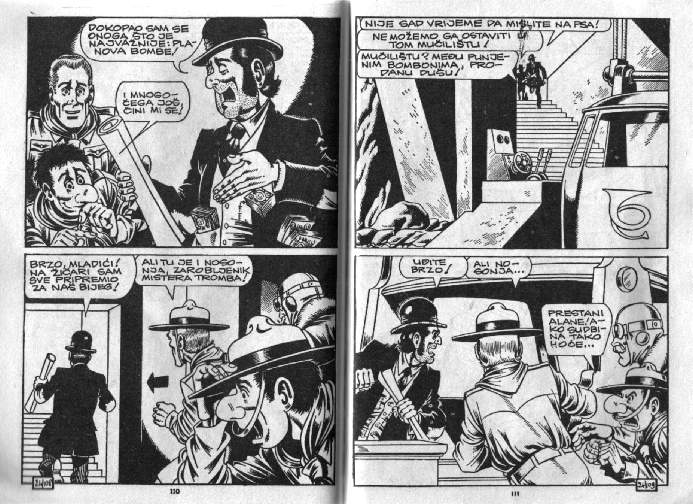 DOKOPAO SAM SE
ONOGA ŠTO JE
NAJVAŽNIJE: PLA-
NOVA BOMBE!
I MNOGO-
ČEGA JOŠ,
ČINI MI SE!
BRZO, MLADIĆI!
NA ŽIČARI SAM
SVE PRIPREMIO
ZA NAŠ BIJEG!
ALI TU JE I NOSO-
NJA, ZAROBLJENIK
MISTERA TROMBA!
110
NIJE SAD VRIJEME DA MISLITE NA PSA!
NE MOŽEMO GA OSTAVITI
TOM MUČILIŠTU!
MUČILIŠTU? MEĐU PUNJE-
NIM BOMBONIMA, PRO-
DANU DUŠU!
UĐITE
BRZO!
ALI NO-
SONJA...
PRESTANI
ALANE! A-
KO SUDBI-
NA TAKO
HOĆE...
111